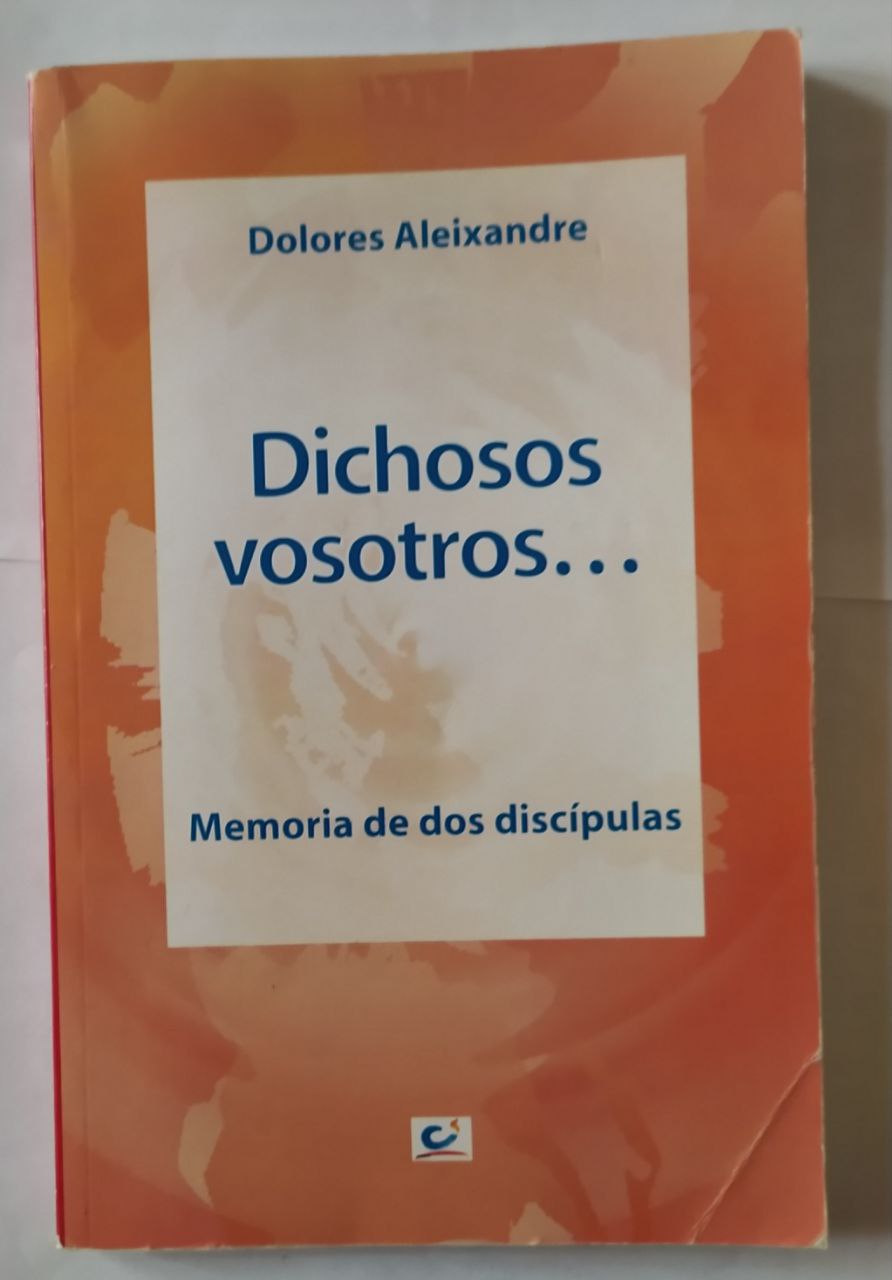 Dolores Aleixandre
Dichosos
vosotros...
Memoria de dos discípulas